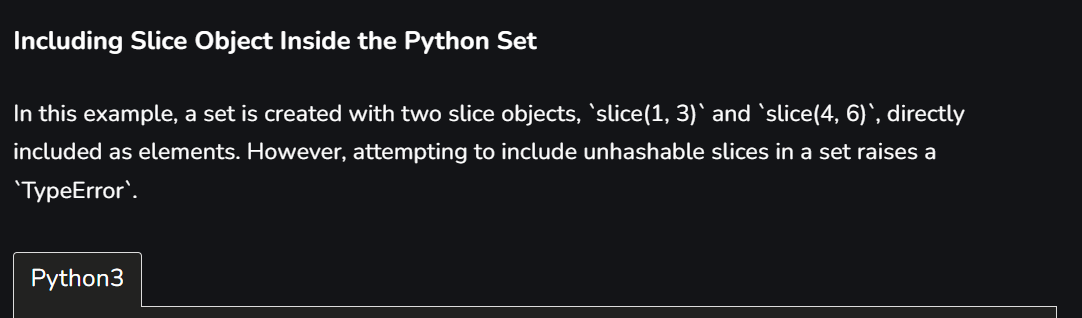 Including Slice Object Inside the Python Set
In this example, a set is created with two slice objects, `slice(1, 3)` and `slice(4, 6)`, directly
included as elements. However, attempting to include unhashable slices in a set raises a
`TypeError`.
Python3